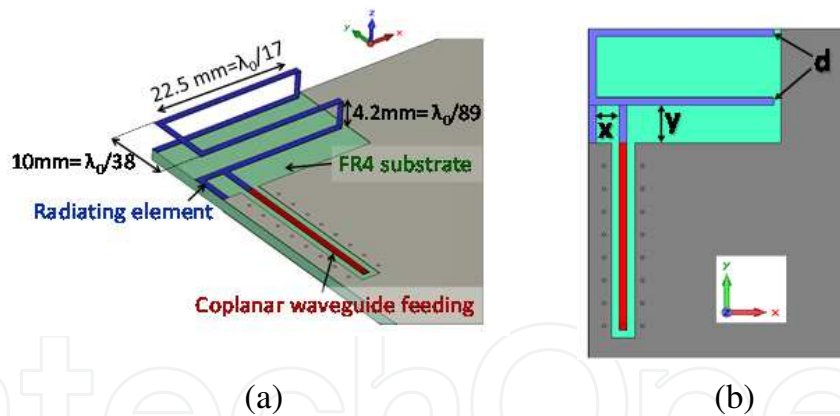 22.5 mm=λ₀/17
z
y
x
4.2mm=λ₀/89
10mm=λ₀/38
FR4 substrate
Radiating element
Coplanar waveguide feeding
d
x
y
y
z
x
(a)
(b)